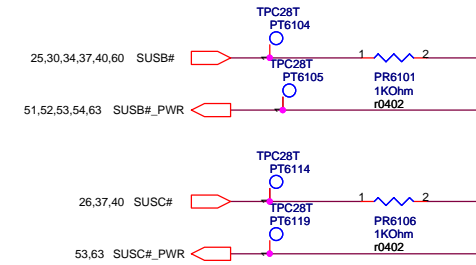 TPC28T
PT6104
25,30,34,37,40,60 SUSB# 1 2
TPC28T PR6101
PT6105 1KOhm
r0402
51,52,53,54,63 SUSB#_PWR
TPC28T
PT6114
26,37,40 SUSC# 1 2
TPC28T
PT6119 PR6106
1KOhm
r0402
53,63 SUSC#_PWR